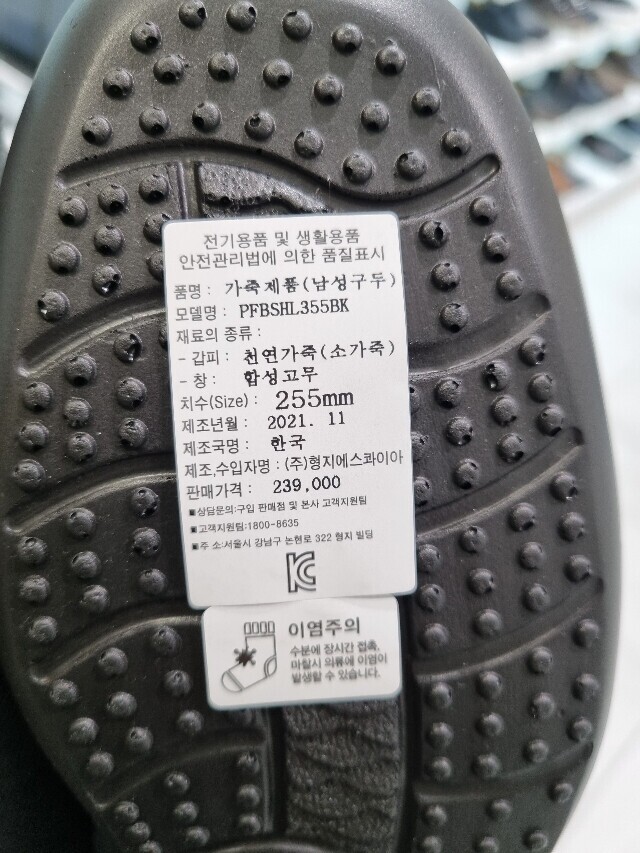 전기용품 및 생활용품
안전관리법에 의한 품질표시
품명 : 가죽제품(남성구두)
모델명 : PFBSHL355BK
재료의 종류 :
- 갑피 : 천연가죽(소가죽)
- 창 : 합성고무
치수(Size) : 255mm
제조년월 : 2021. 11
제조국명 : 한국
제조,수입자명 : (주)형지에스콰이아
판매가격 : 239,000
■상담문의:구입 판매점 및 본사 고객지원팀
■고객지원팀:1800-8635
■주 소:서울시 강남구 논현로 322 형지 빌딩
KC
이염주의
수분에 장시간 접촉,
마찰시 의류에 이염이
발생할 수 있습니다.